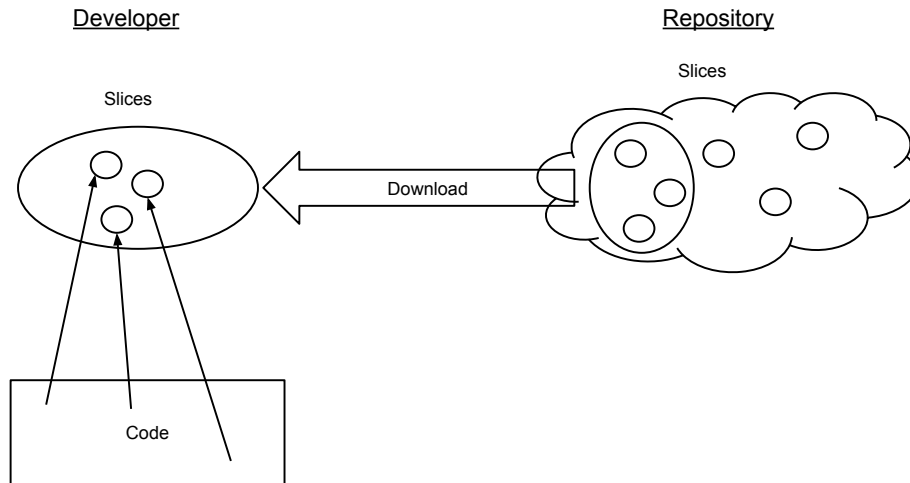 Developer
Repository
Slices
Slices
Download
Code